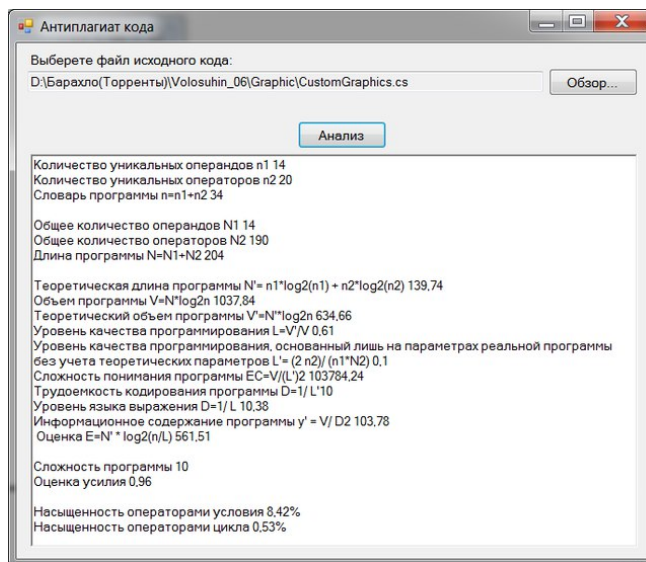 Антиплагиат кода
Выберете файл исходного кода:
D:\Барахло(Торренты)\Volosuhin_06\Graphic\CustomGraphics.cs
Обзор...
Анализ
Количество уникальных операндов n1 14
Количество уникальных операторов n2 20
Словарь программы n=n1+n2 34
Общее количество операндов N1 14
Общее количество операторов N2 190
Длина программы N=N1+N2 204
Теоретическая длина программы N'= n1*log2(n1) + n2*log2(n2) 139,74
Объем программы V=N*log2n 1037,84
Теоретический объем программы V'=N'*log2n 634,66
Уровень качества программирования L=V'/V 0,61
Уровень качества программирования, основанный лишь на параметрах реальной программы
без учета теоретических параметров L'= (2 n2)/ (n1*N2) 0,1
Сложность понимания программы EC=V/(L')2 103784,24
Трудоемкость кодирования программы D=1/ L'10
Уровень языка выражения D=1/ L 10,38
Информационное содержание программы y' = V/ D2 103,78
Оценка E=N' * log2(n/L) 561,51
Сложность программы 10
Оценка усилия 0,96
Насыщенность операторами условия 8,42%
Насыщенность операторами цикла 0,53%